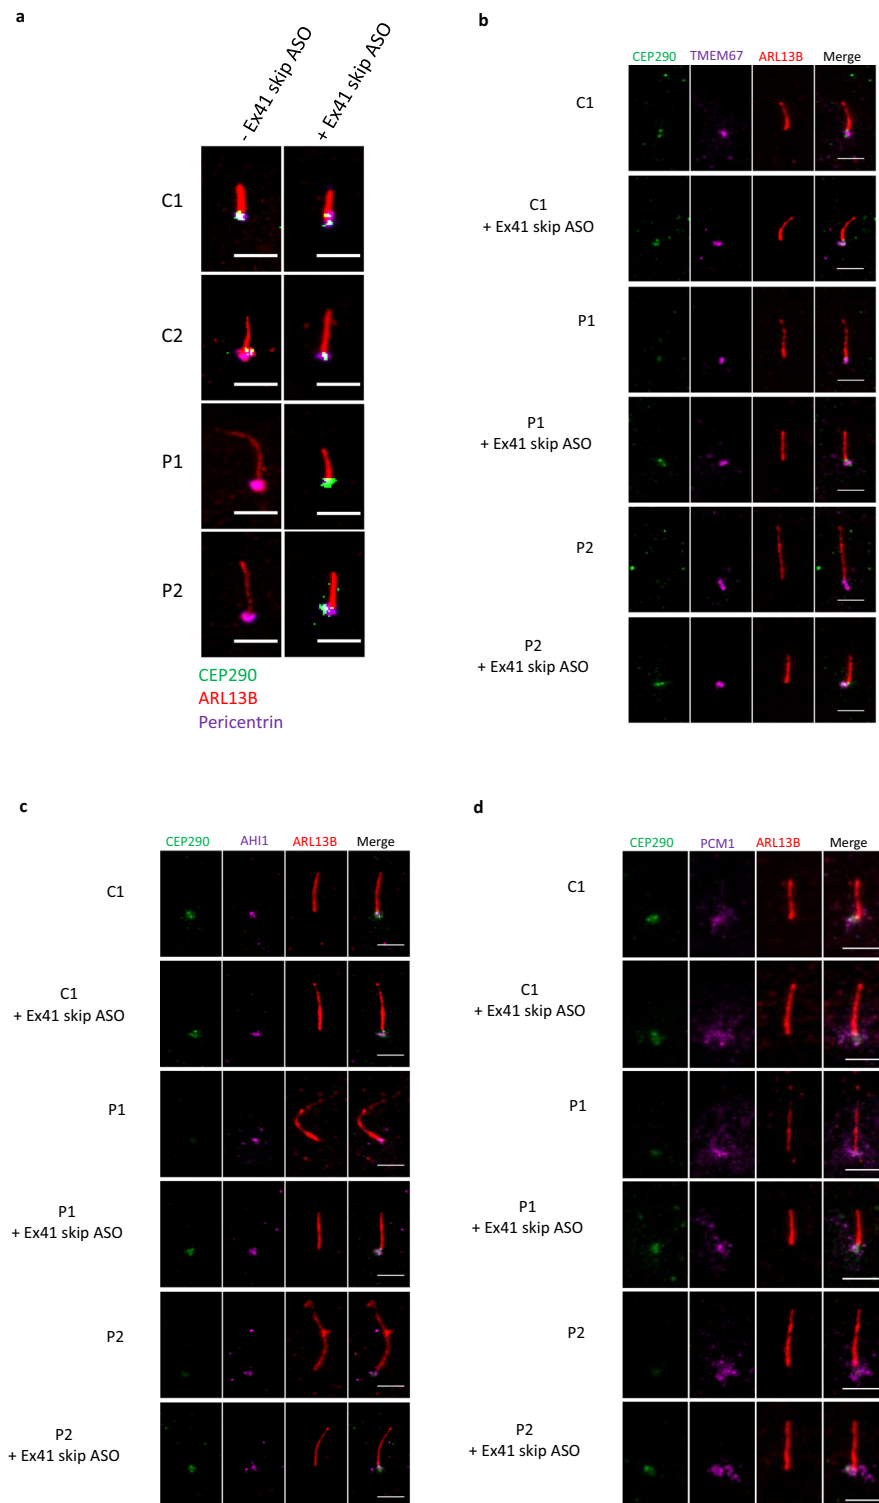 a
- Ex41 skip ASO
+ Ex41 skip ASO
C1
C2
P1
P2
CEP290
ARL13B
Pericentrin
b
CEP290 TMEM67 ARL13B Merge
C1
C1
+ Ex41 skip ASO
P1
P1
+ Ex41 skip ASO
P2
P2
+ Ex41 skip ASO
c
CEP290 AHI1 ARL13B Merge
C1
C1
+ Ex41 skip ASO
P1
P1
+ Ex41 skip ASO
P2
P2
+ Ex41 skip ASO
d
CEP290 PCM1 ARL13B Merge
C1
C1
+ Ex41 skip ASO
P1
P1
+ Ex41 skip ASO
P2
P2
+ Ex41 skip ASO